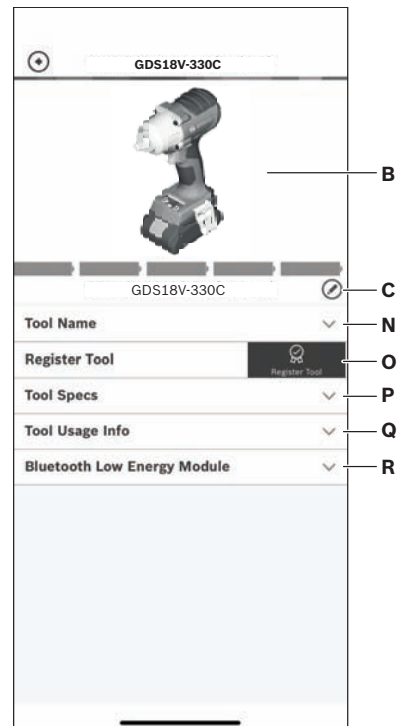 GDS18V-330C
B
GDS18V-330C
C
Tool Name
N
Register Tool
Register Tool
O
Tool Specs
P
Tool Usage Info
Q
Bluetooth Low Energy Module
R